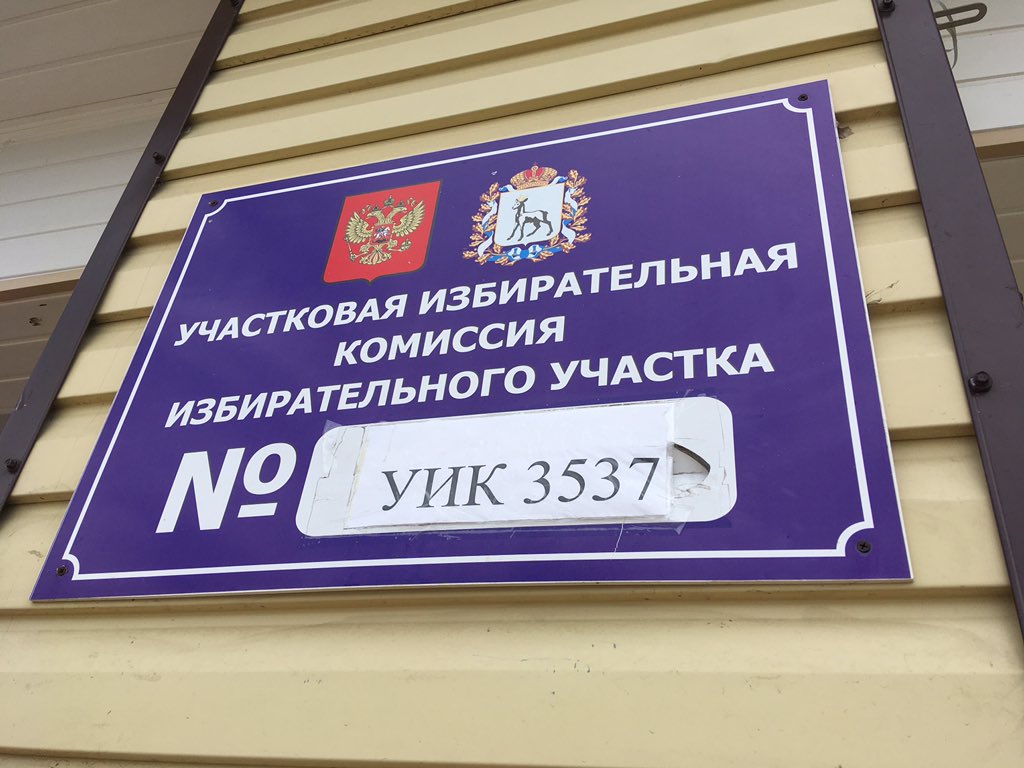 УЧАСТКОВАЯ ИЗБИРАТЕЛЬНАЯ
КОМИССИЯ
ИЗБИРАТЕЛЬНОГО УЧАСТКА
№ УИК 3537